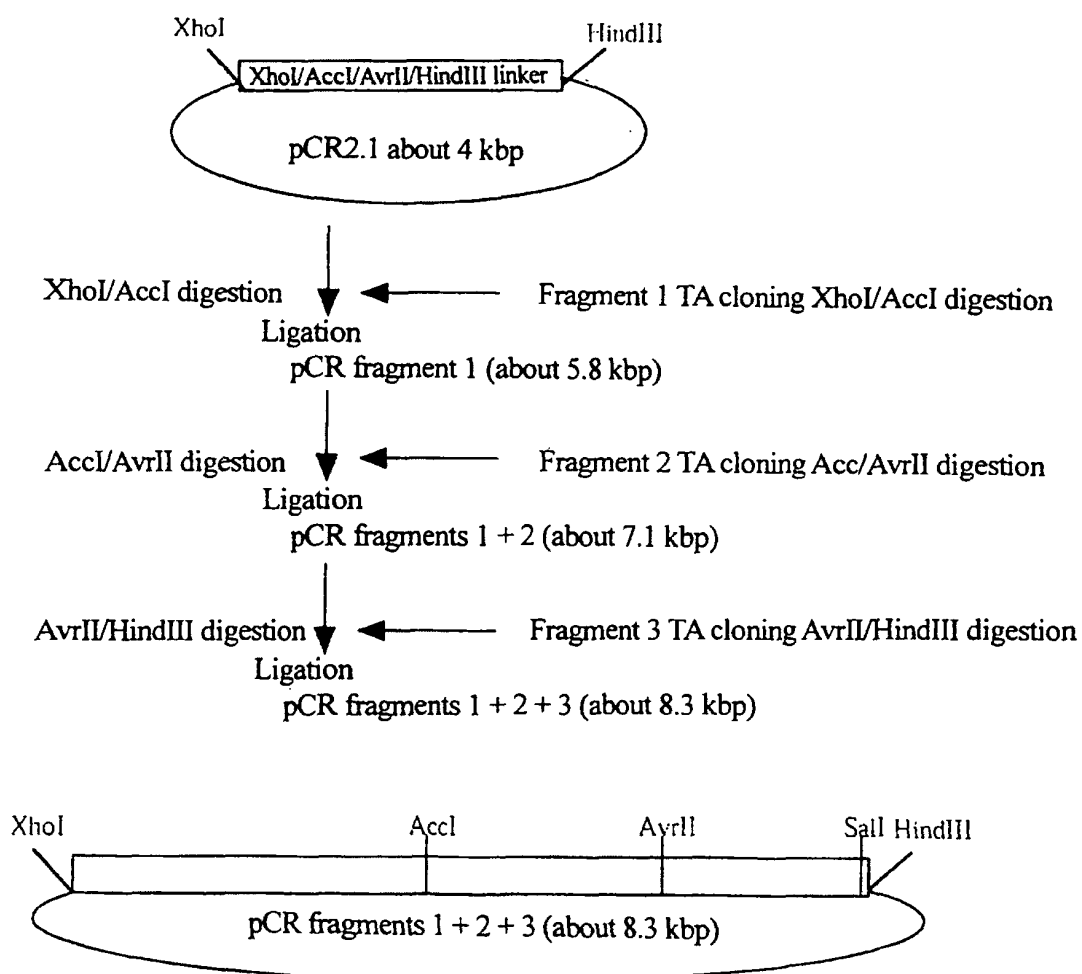 XhoI HindIII
XhoI/AccI/AvrII/HindIII linker
pCR2.1 about 4 kbp
XhoI/AccI digestion Fragment 1 TA cloning XhoI/AccI digestion
Ligation
pCR fragment 1 (about 5.8 kbp)
AccI/AvrII digestion Fragment 2 TA cloning Acc/AvrII digestion
Ligation
pCR fragments 1 + 2 (about 7.1 kbp)
AvrII/HindIII digestion Fragment 3 TA cloning AvrII/HindIII digestion
Ligation
pCR fragments 1 + 2 + 3 (about 8.3 kbp)
XhoI AccI AvrII SalI HindIII
pCR fragments 1 + 2 + 3 (about 8.3 kbp)